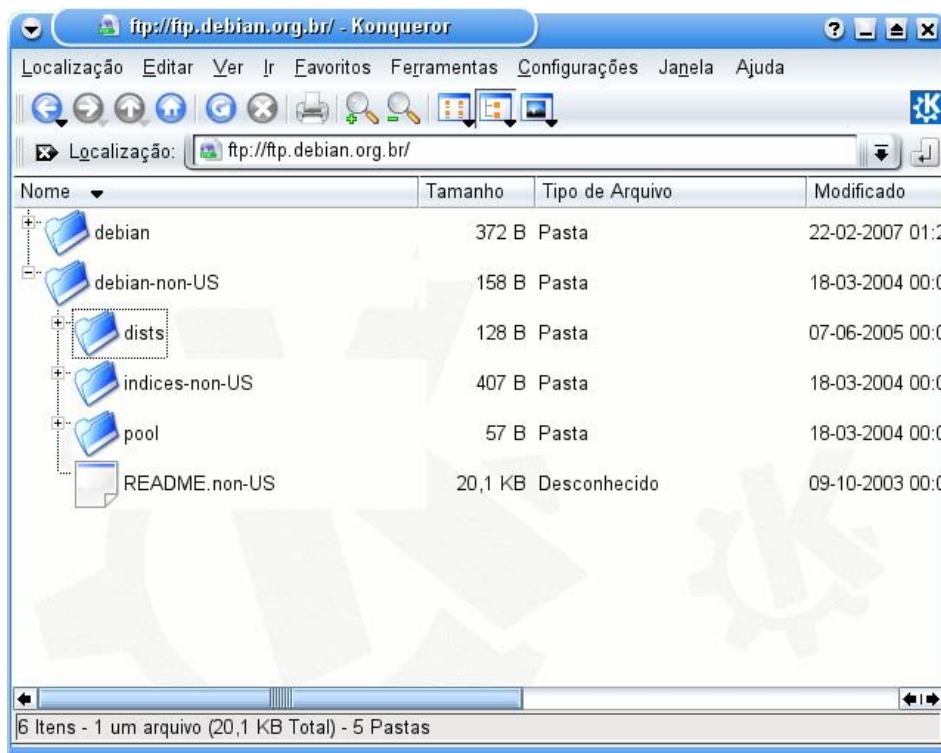 ftp://ftp.debian.org.br/ - Konqueror
Localização Editar Ver Ir Favoritos Ferramentas Configurações Janela Ajuda
Localização: ftp://ftp.debian.org.br/
Nome Tamanho Tipo de Arquivo Modificado
debian 372 B Pasta 22-02-2007 01:2
debian-non-US 158 B Pasta 18-03-2004 00:0
dists 128 B Pasta 07-06-2005 00:0
indices-non-US 407 B Pasta 18-03-2004 00:0
pool 57 B Pasta 18-03-2004 00:0
README.non-US 20,1 KB Desconhecido 09-10-2003 00:0
6 Itens - 1 um arquivo (20,1 KB Total) - 5 Pastas